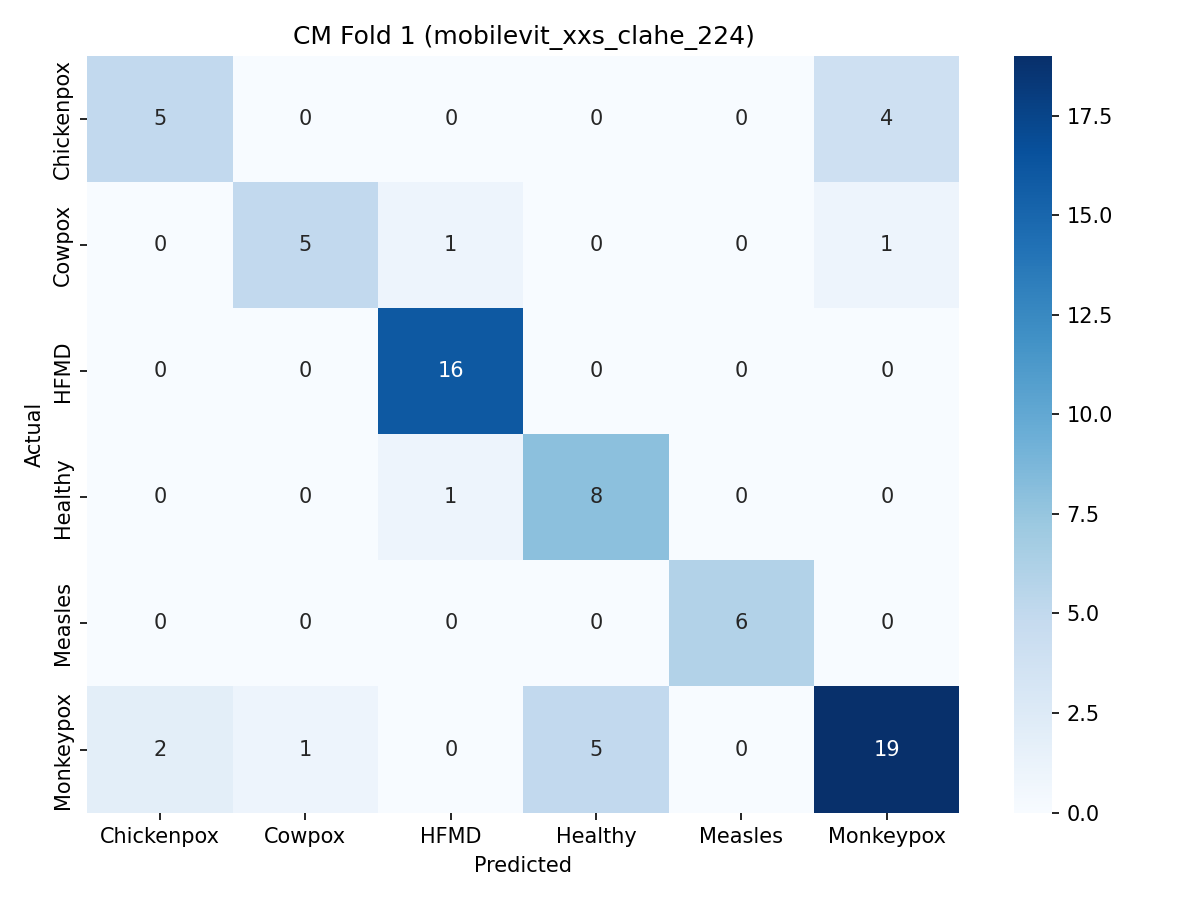 CM Fold 1 (mobilevit_xxs_clahe_224)
Actual
Chickenpox 5 0 0 0 0 4
Cowpox 0 5 1 0 0 1
HFMD 0 0 16 0 0 0
Healthy 0 0 1 8 0 0
Measles 0 0 0 0 6 0
Monkeypox 2 1 0 5 0 19
Chickenpox Cowpox HFMD Healthy Measles Monkeypox
Predicted
17.5
15.0
12.5
10.0
7.5
5.0
2.5
0.0